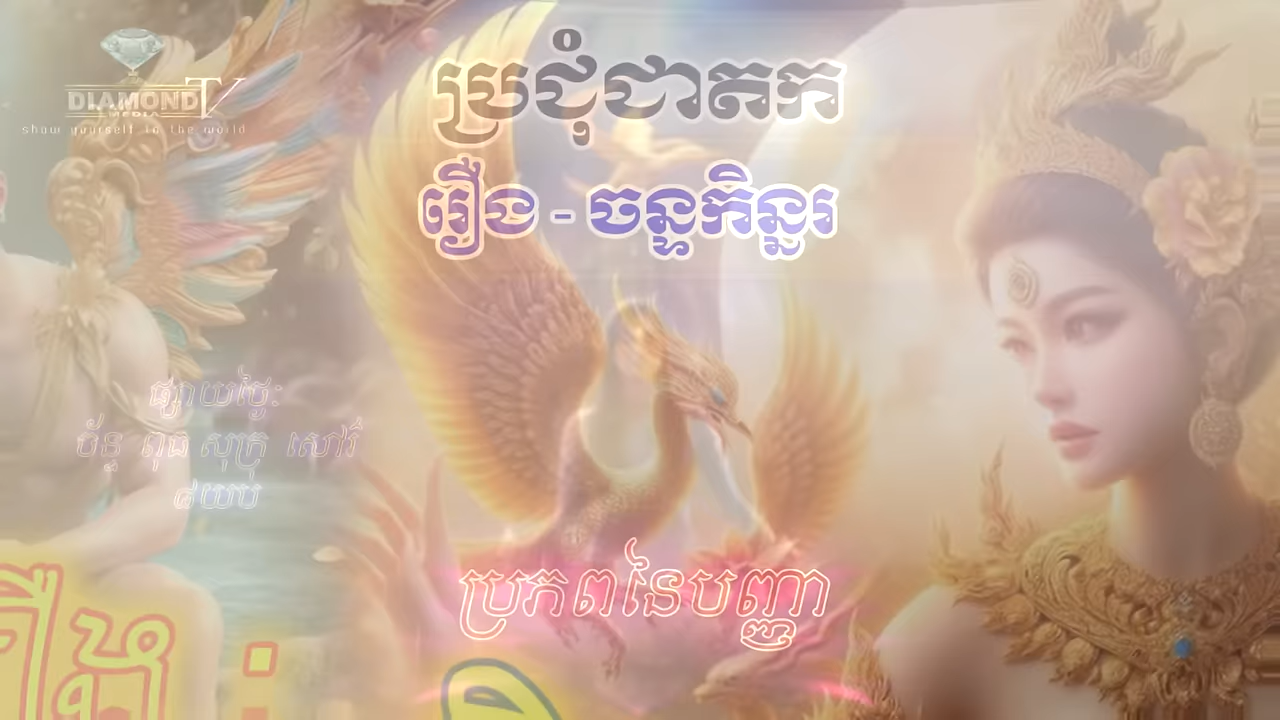 DIAMOND TV
MEDIA
show yourself to the world
ប្រជុំជាតក
រឿង - ចន្ទកិន្នរ
ផ្សាយថ្ងៃ:
ច័ន្ទ ពុធ សុក្រ សៅរ៍
៨យប់
ប្រភពនៃបញ្ញា